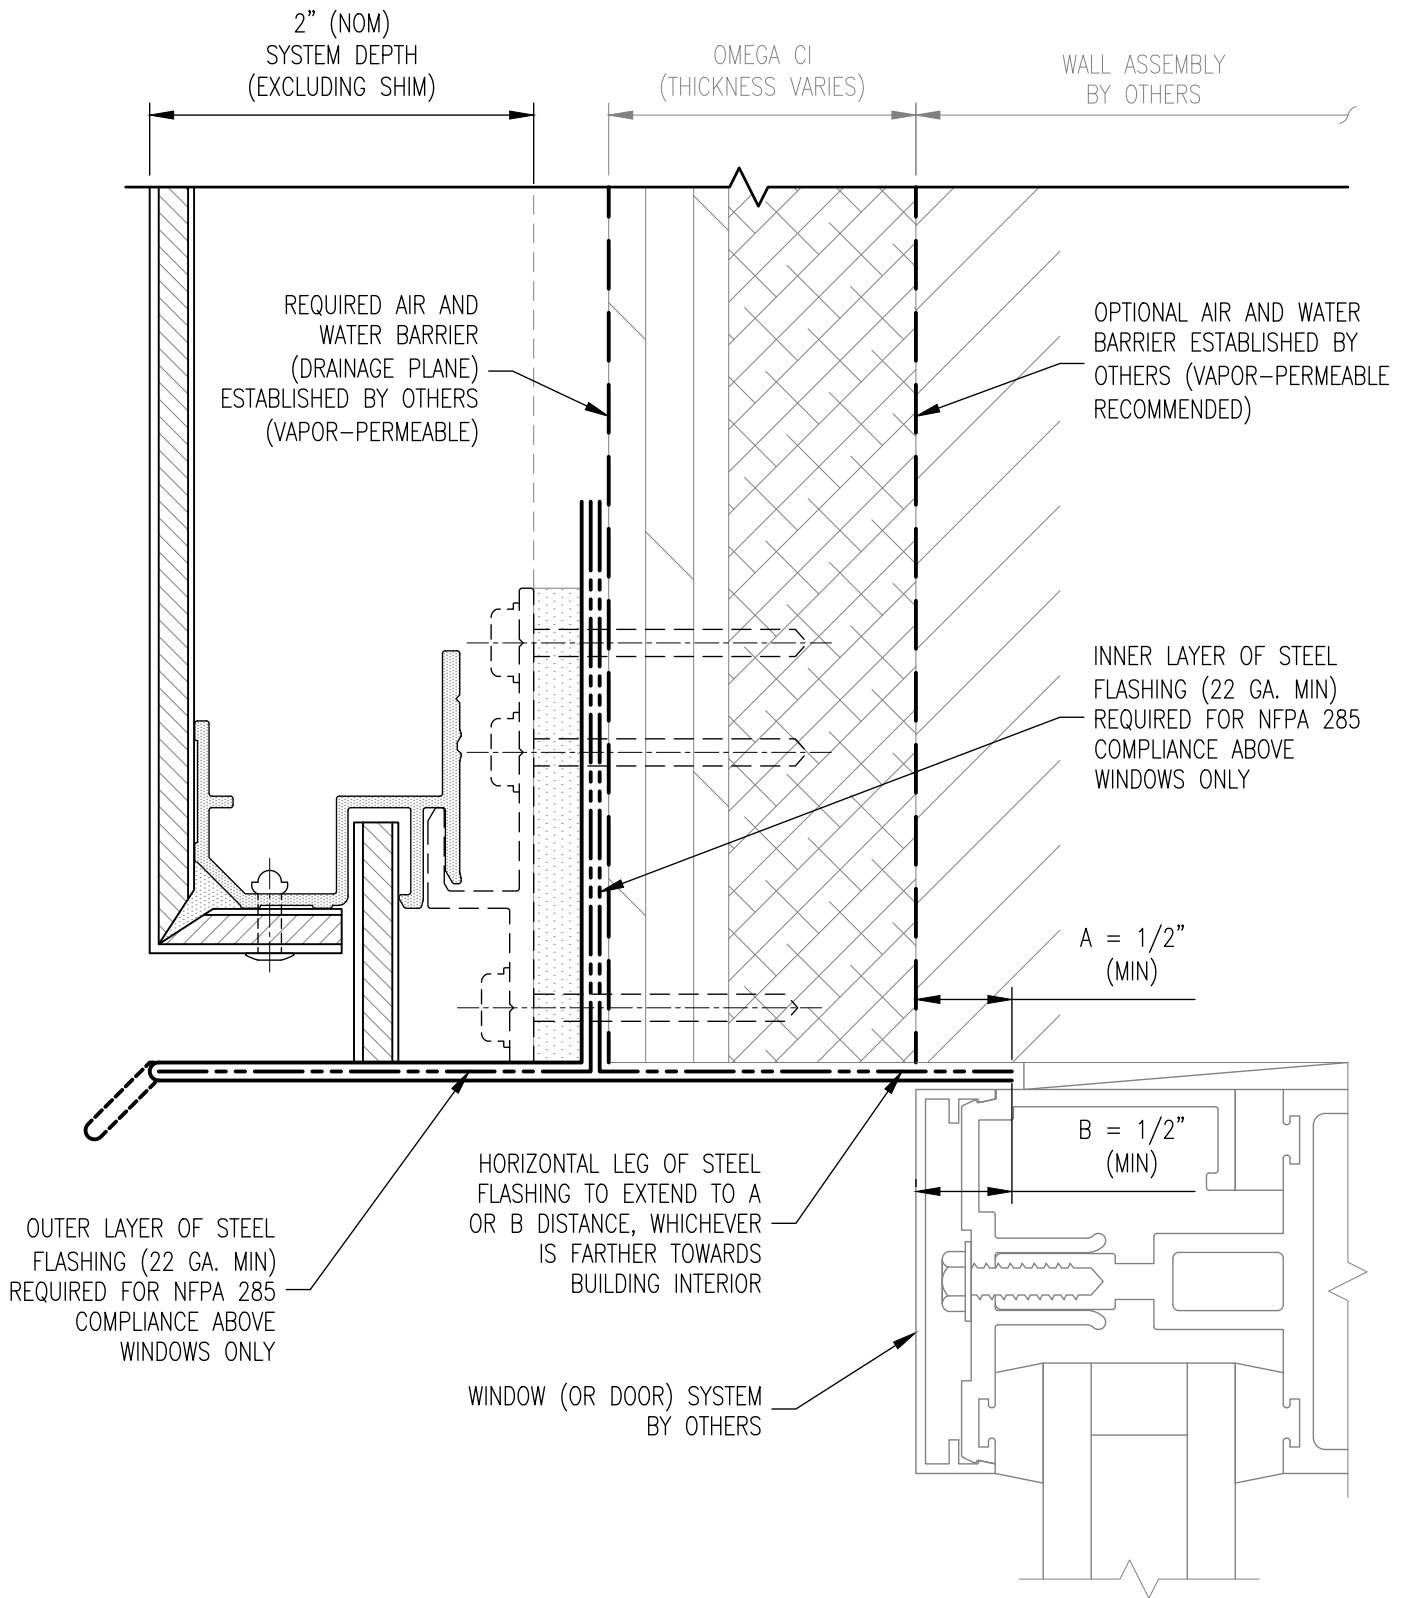 2” (NOM)
SYSTEM DEPTH
(EXCLUDING SHIM)
OMEGA CI
(THICKNESS VARIES)
WALL ASSEMBLY
BY OTHERS
REQUIRED AIR AND
WATER BARRIER
(DRAINAGE PLANE)
ESTABLISHED BY OTHERS
(VAPOR–PERMEABLE)
OPTIONAL AIR AND WATER
BARRIER ESTABLISHED BY
OTHERS (VAPOR–PERMEABLE
RECOMMENDED)
INNER LAYER OF STEEL
FLASHING (22 GA. MIN)
REQUIRED FOR NFPA 285
COMPLIANCE ABOVE
WINDOWS ONLY
A = 1/2”
(MIN)
B = 1/2”
(MIN)
HORIZONTAL LEG OF STEEL
FLASHING TO EXTEND TO A
OR B DISTANCE, WHICHEVER
IS FARTHER TOWARDS
BUILDING INTERIOR
OUTER LAYER OF STEEL
FLASHING (22 GA. MIN)
REQUIRED FOR NFPA 285
COMPLIANCE ABOVE
WINDOWS ONLY
WINDOW (OR DOOR) SYSTEM
BY OTHERS